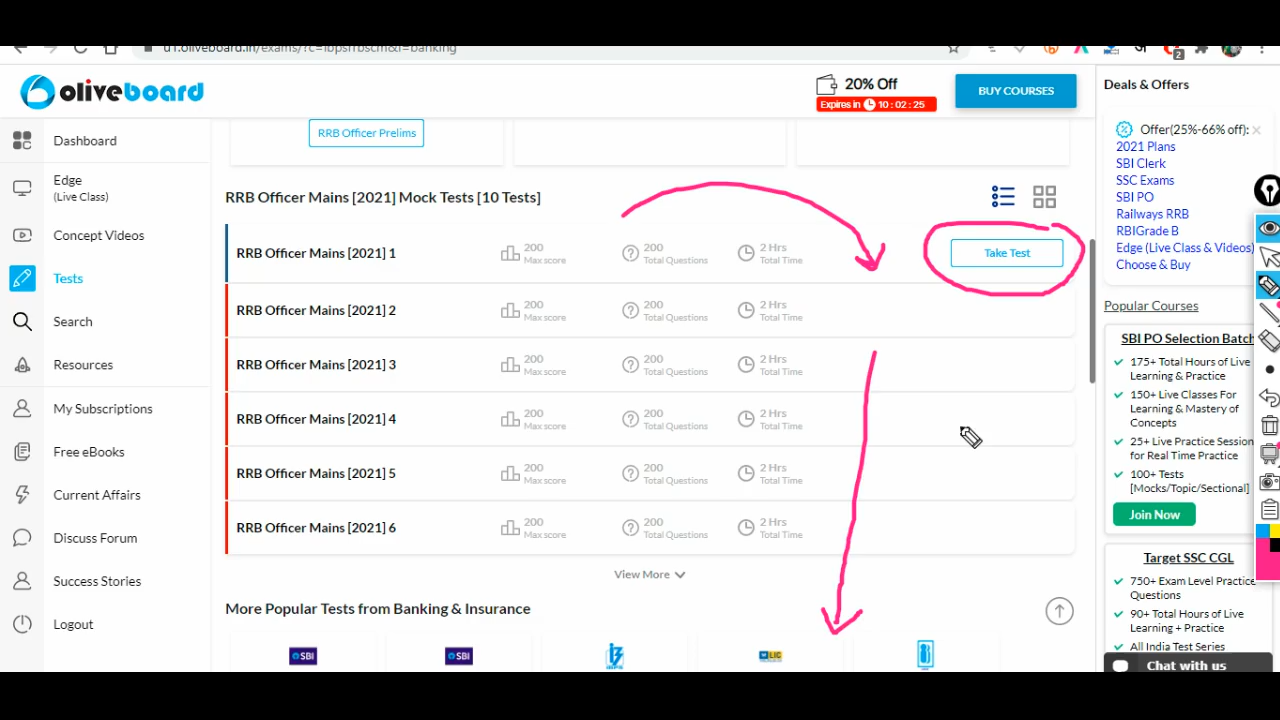 u1.oliveboard.in/exams/?c=ibpsrrbscm&i=banking
2
oliveboard
20% Off
Expires in 10 : 02 : 25
BUY COURSES
Dashboard
Edge
(Live Class)
Concept Videos
Tests
Search
Resources
My Subscriptions
Free eBooks
Current Affairs
Discuss Forum
Success Stories
Logout
RRB Officer Prelims
RRB Officer Mains [2021] Mock Tests [10 Tests]
RRB Officer Mains [2021] 1
200
Max score
200
Total Questions
2 Hrs
Total Time
Take Test
RRB Officer Mains [2021] 2
200
Max score
200
Total Questions
2 Hrs
Total Time
RRB Officer Mains [2021] 3
200
Max score
200
Total Questions
2 Hrs
Total Time
RRB Officer Mains [2021] 4
200
Max score
200
Total Questions
2 Hrs
Total Time
RRB Officer Mains [2021] 5
200
Max score
200
Total Questions
2 Hrs
Total Time
RRB Officer Mains [2021] 6
200
Max score
200
Total Questions
2 Hrs
Total Time
View More
More Popular Tests from Banking & Insurance
SBI
SBI
IBPS
LIC
Deals & Offers
Offer(25%-66% off):
2021 Plans
SBI Clerk
SSC Exams
SBI PO
Railways RRB
RBIGrade B
Edge (Live Class & Videos)
Choose & Buy
Popular Courses
SBI PO Selection Batch
175+ Total Hours of Live
Learning & Practice
150+ Live Classes For
Learning & Mastery of
Concepts
25+ Live Practice Session
for Real Time Practice
100+ Tests
[Mocks/Topic/Sectional]
Join Now
Target SSC CGL
750+ Exam Level Practice
Questions
90+ Total Hours of Live
Learning + Practice
All India Test Series
Chat with us